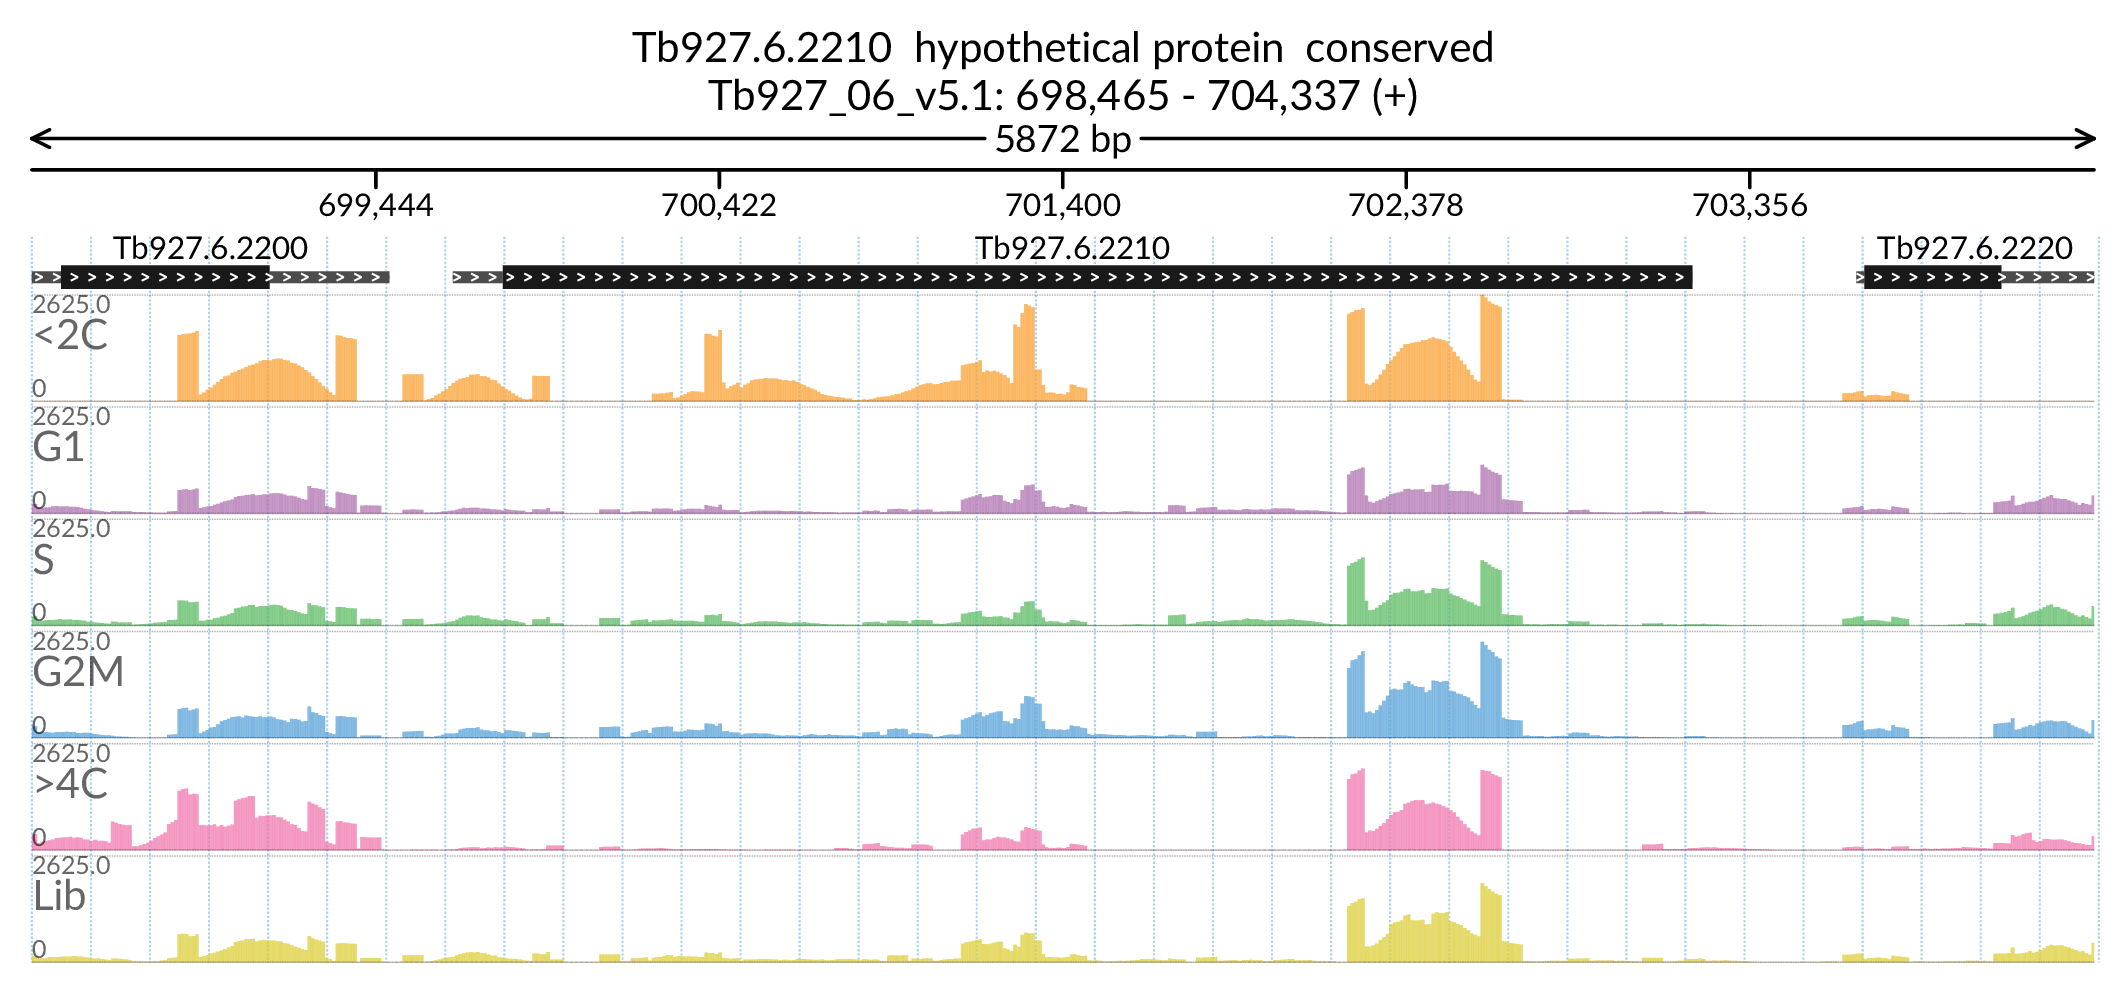 Tb927.6.2210  hypothetical protein  conserved
Tb927_06_v5.1: 698,465 - 704,337 (+)
5872 bp
699,444 700,422 701,400 702,378 703,356
Tb927.6.2200 Tb927.6.2210 Tb927.6.2220
2625.0
<2C
0
2625.0
G1
0
2625.0
S
0
2625.0
G2M
0
2625.0
>4C
0
2625.0
Lib
0